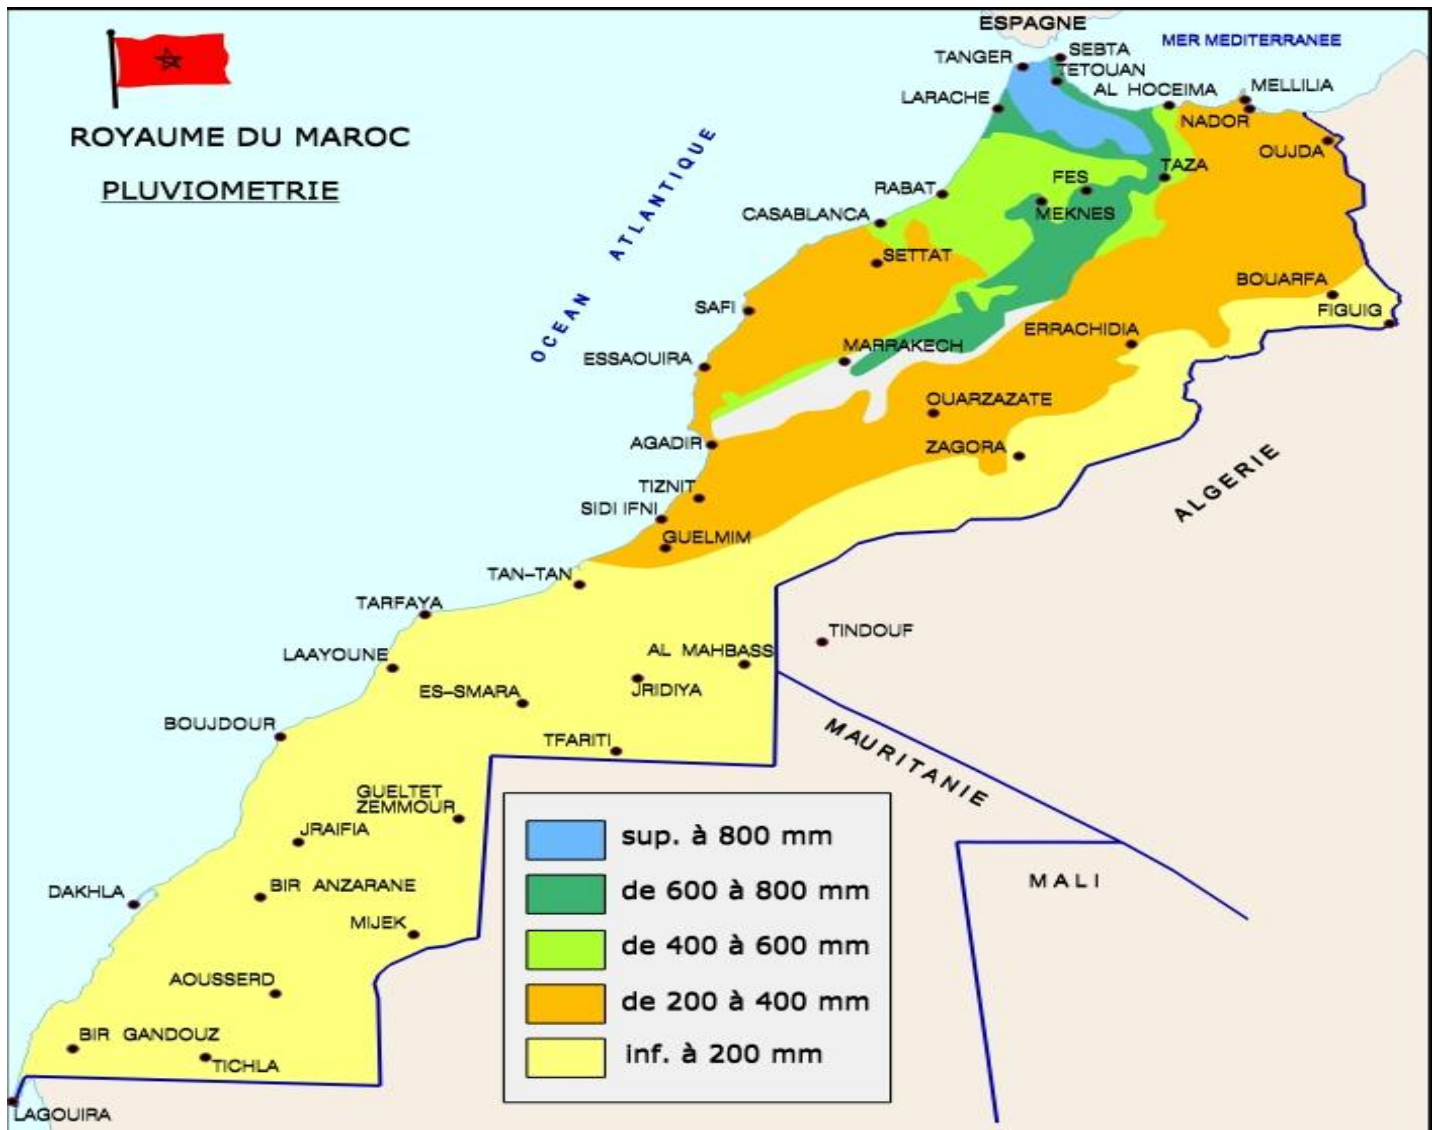 ESPAGNE
MER MEDITERRANEE
SEBTA
TANGER
TETOUAN
AL HOCEIMA
MELLILIA
LARACHE
NADOR
ROYAUME DU MAROC
OUJDA
TAZA
PLUVIOMETRIE
FES
RABAT
OCEAN ATLANTIQUE
CASABLANCA
MEKNES
SETTAT
BOUARFA
SAFI
FIGUIG
ERRACHIDIA
MARRAKECH
ESSAOUIRA
OUARZAZATE
AGADIR
ZAGORA
ALGERIE
TIZNIT
SIDI IFNI
GUELMIM
TAN-TAN
TARFAYA
TINDOUF
AL MAHBASS
LAAYOUNE
ES-SMARA
JRIDIYA
BOUJDOUR
TFARITI
MAURITANIE
GUELTET
ZEMMOUR
JRAIFIA
sup. à 800 mm
MALI
DAKHLA
BIR ANZARANE
de 600 à 800 mm
MIJEK
de 400 à 600 mm
AOUSSERD
de 200 à 400 mm
BIR GANDOUZ
inf. à 200 mm
TICHLA
LAGOUIRA